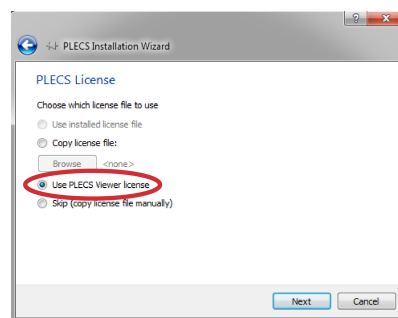 PLECS Installation Wizard
PLECS License
Choose which license file to use
Use installed license file
Copy license file:
Browse <none>
Use PLECS Viewer license
Skip (copy license file manually)
Next Cancel